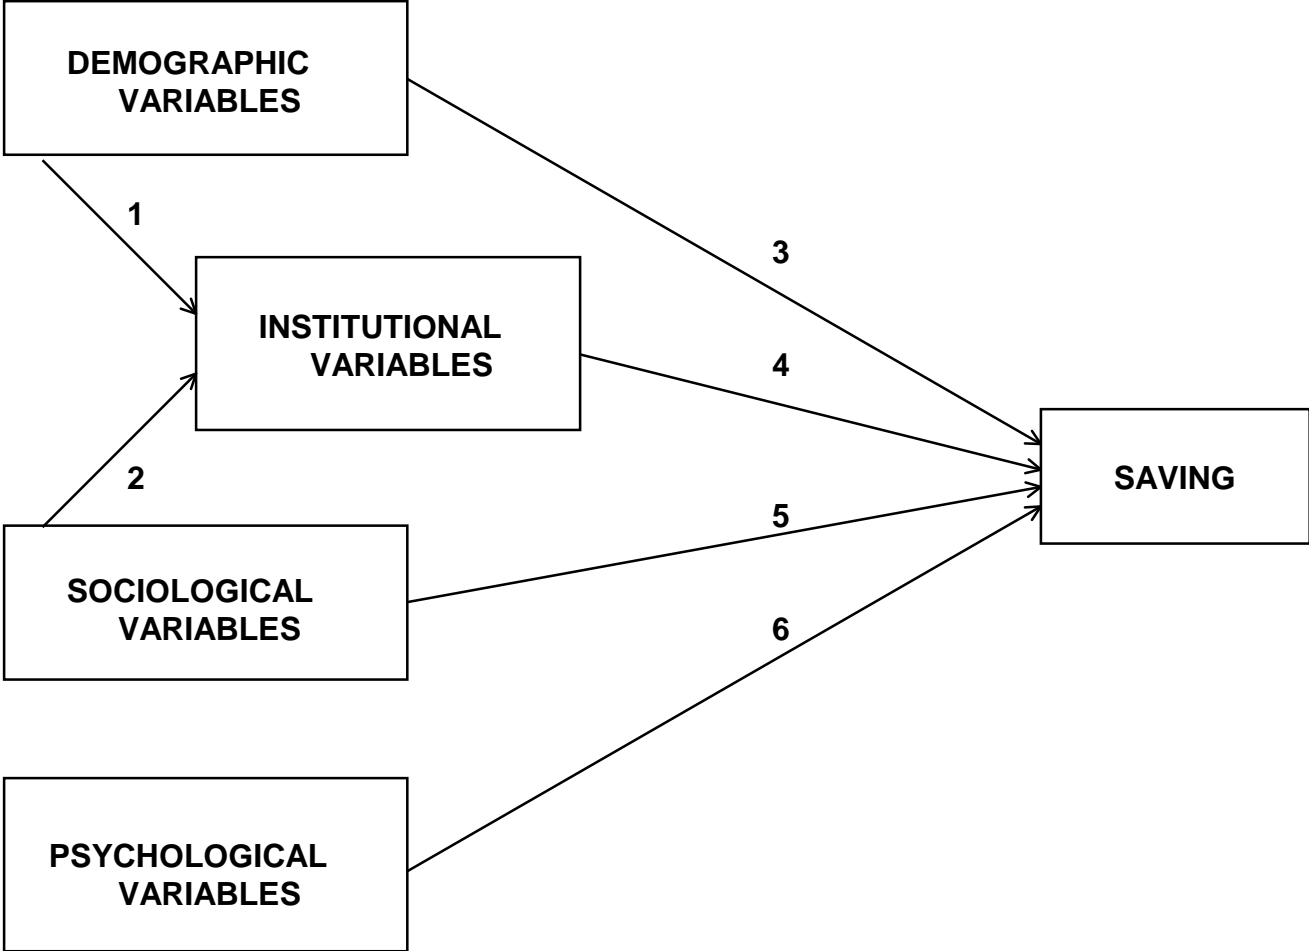 DEMOGRAPHIC
VARIABLES
1
3
INSTITUTIONAL
VARIABLES
4
2
SAVING
5
SOCIOLOGICAL
VARIABLES
6
PSYCHOLOGICAL
VARIABLES